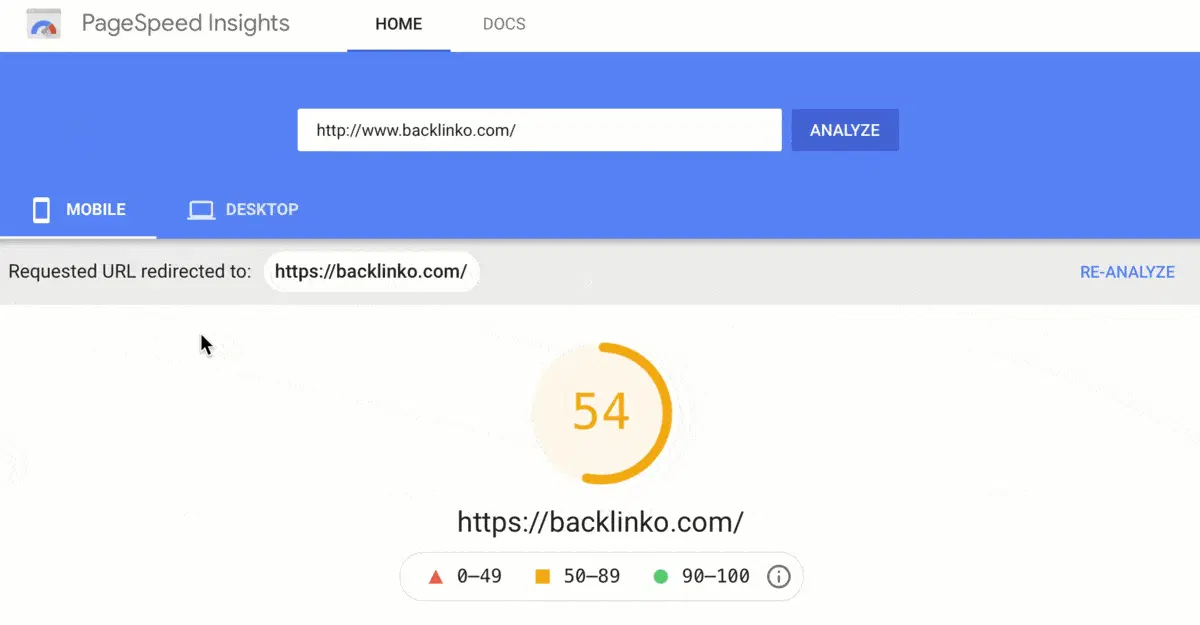 PageSpeed Insights HOME DOCS
http://www.backlinko.com/ ANALYZE
MOBILE DESKTOP
Requested URL redirected to: https://backlinko.com/ RE-ANALYZE
54
https://backlinko.com/
0–49 50–89 90–100